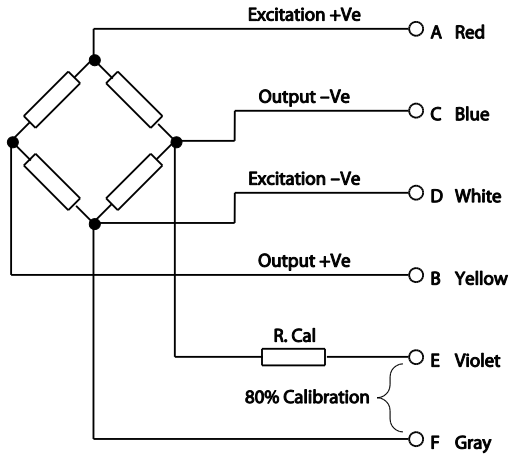 Excitation +Ve
A Red
Output –Ve
C Blue
Excitation –Ve
D White
Output +Ve
B Yellow
R. Cal
E Violet
80% Calibration
F Gray